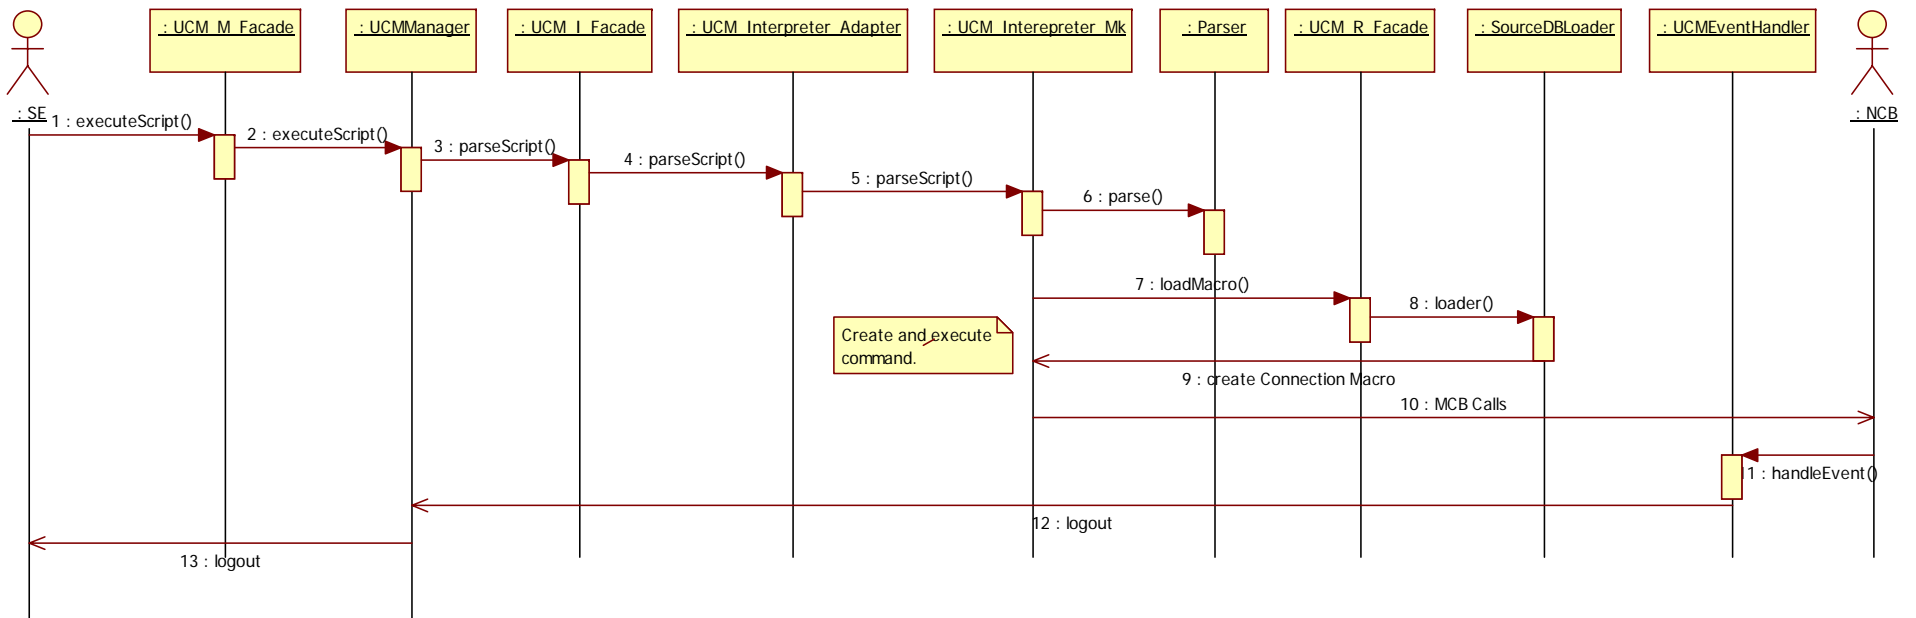 : UCM_M_Facade
: UCMManager
: UCM_I_Facade
: UCM_Interpreter_Adapter
: UCM_Interepreter_Mk
: Parser
: UCM_R_Facade
: SourceDBLoader
: UCMEventHandler
: SE
: NCB
1 : executeScript()
2 : executeScript()
3 : parseScript()
4 : parseScript()
5 : parseScript()
6 : parse()
7 : loadMacro()
8 : loader()
Create and execute
command.
9 : create Connection Macro
10 : MCB Calls
11 : handleEvent()
12 : logout
13 : logout